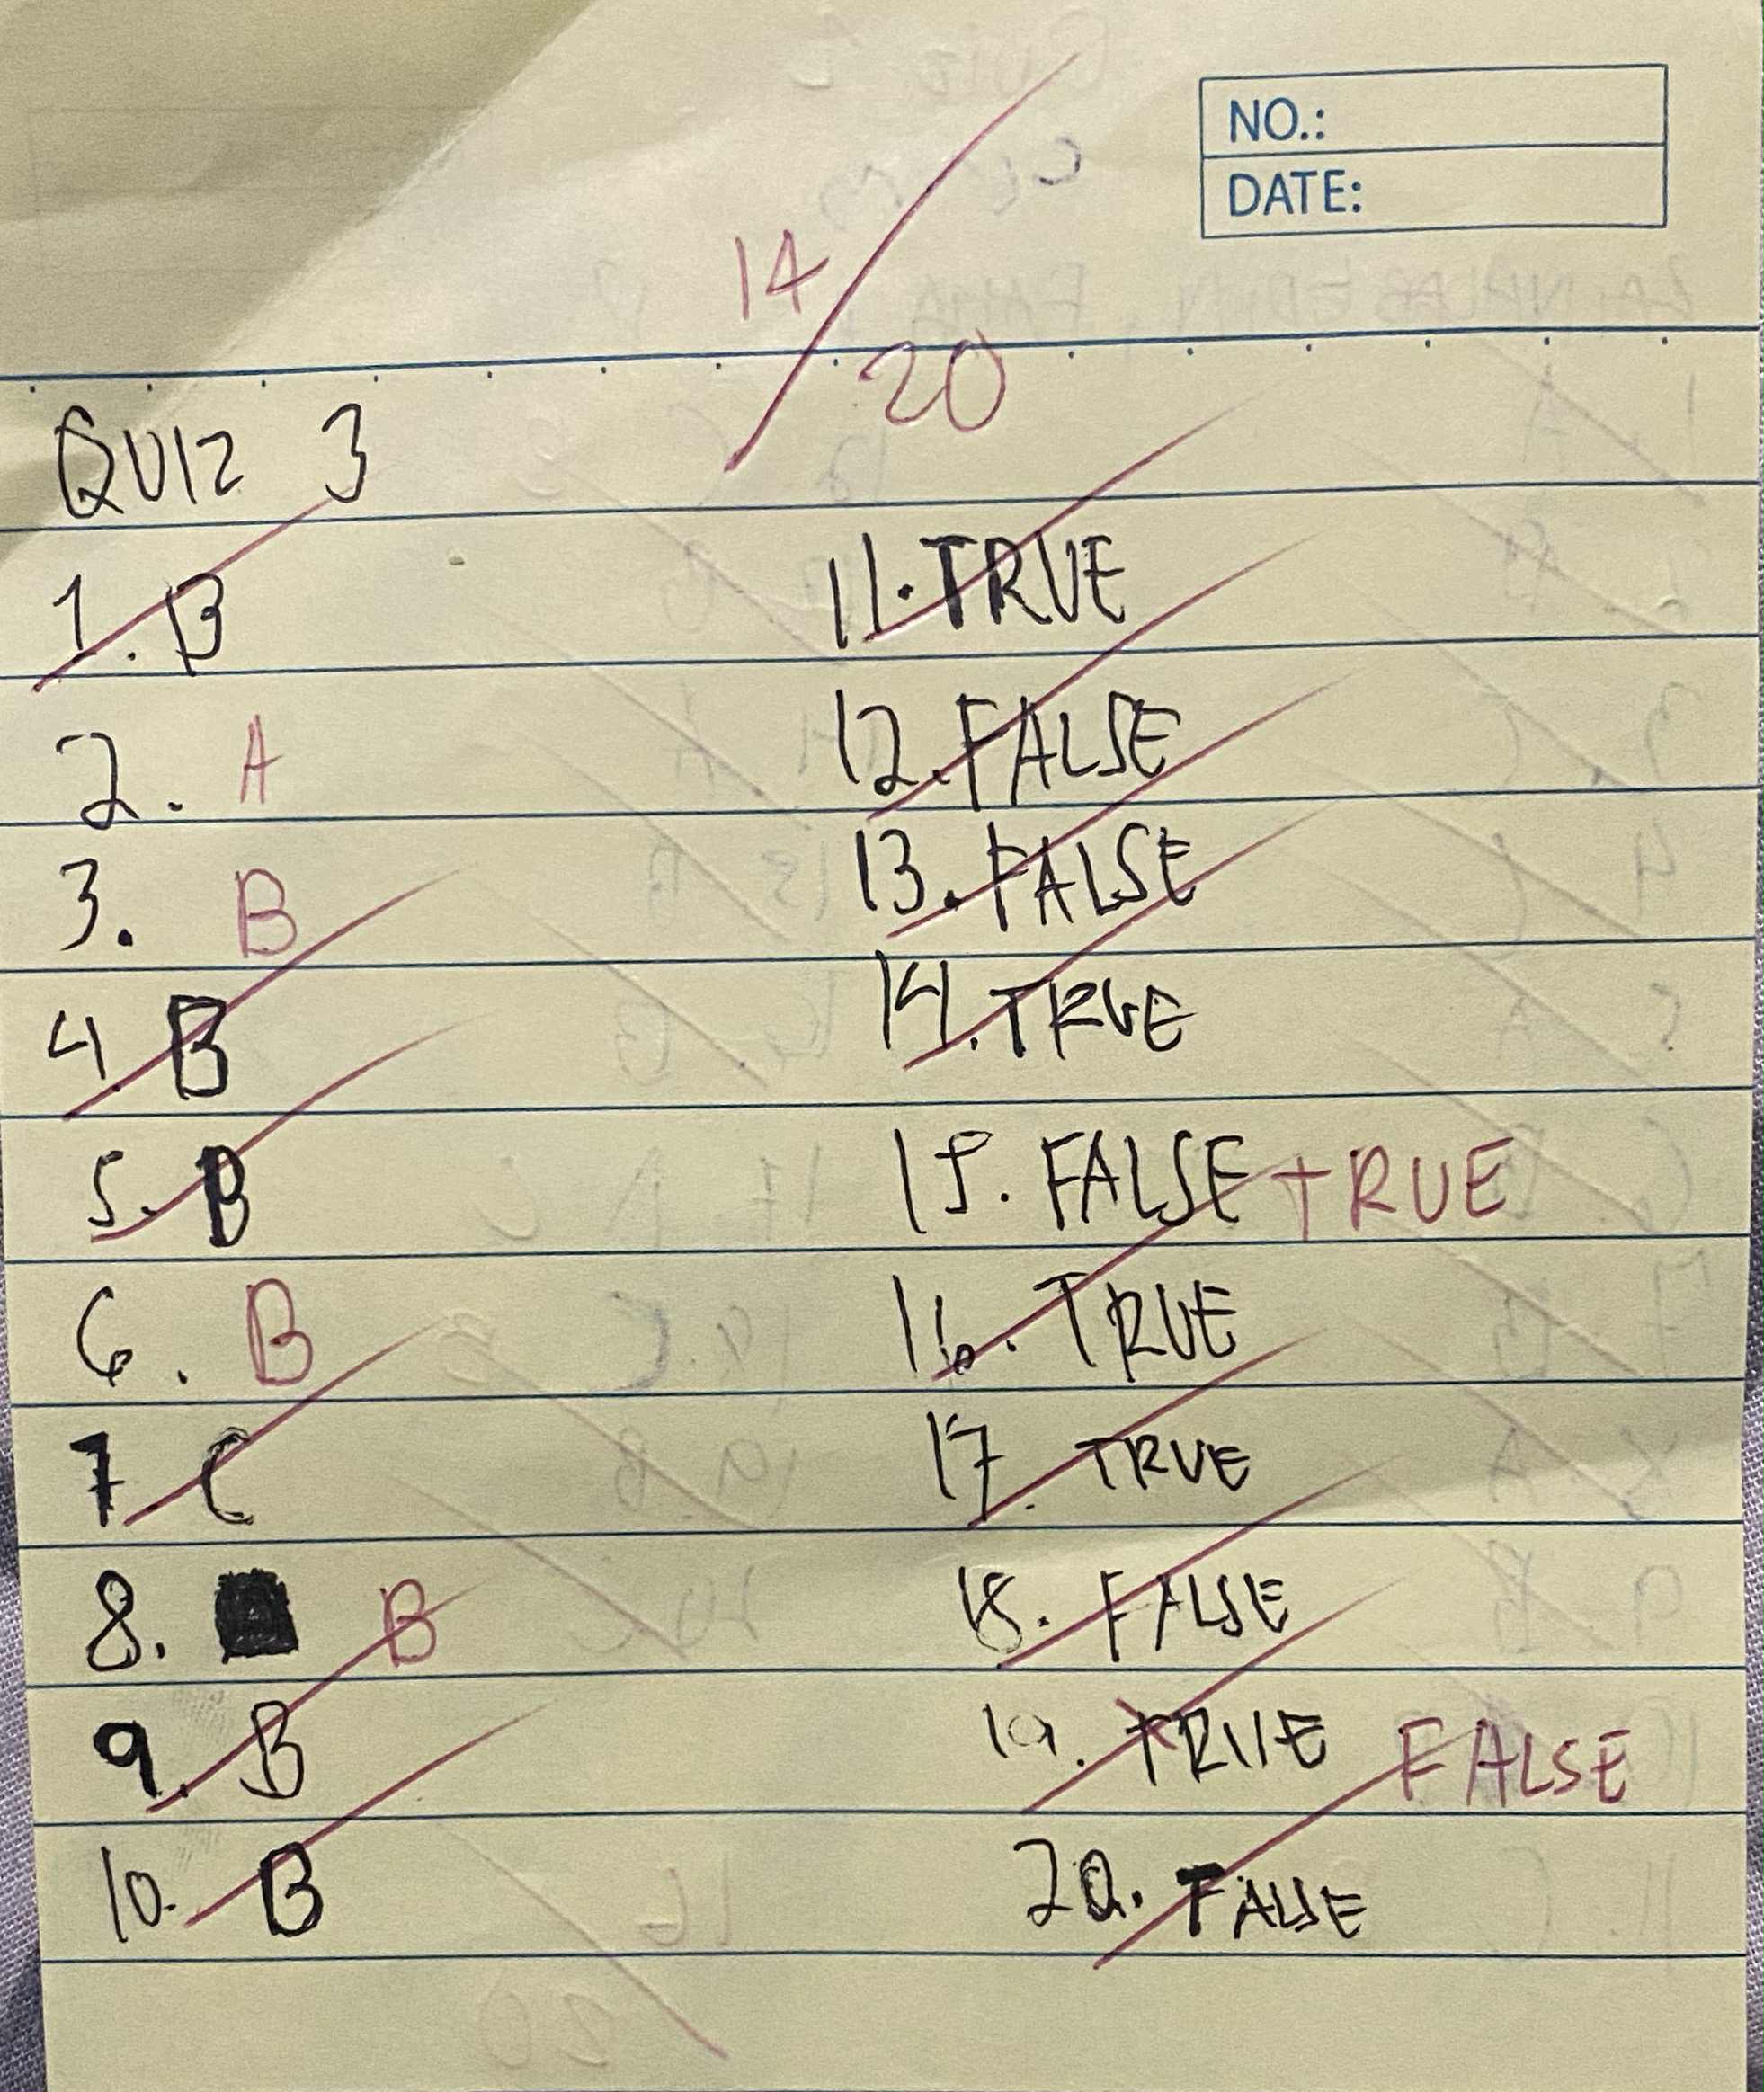 NO.:
DATE:
14/20
QUIZ 3
1. B
2. A
3. B
4. B
5. B
6. B
7. C
8. B
9. B
10. B
11. TRUE
12. FALSE
13. FALSE
14. TRUE
15. FALSE TRUE
16. TRUE
17. TRUE
18. FALSE
19. TRUE FALSE
20. FALSE